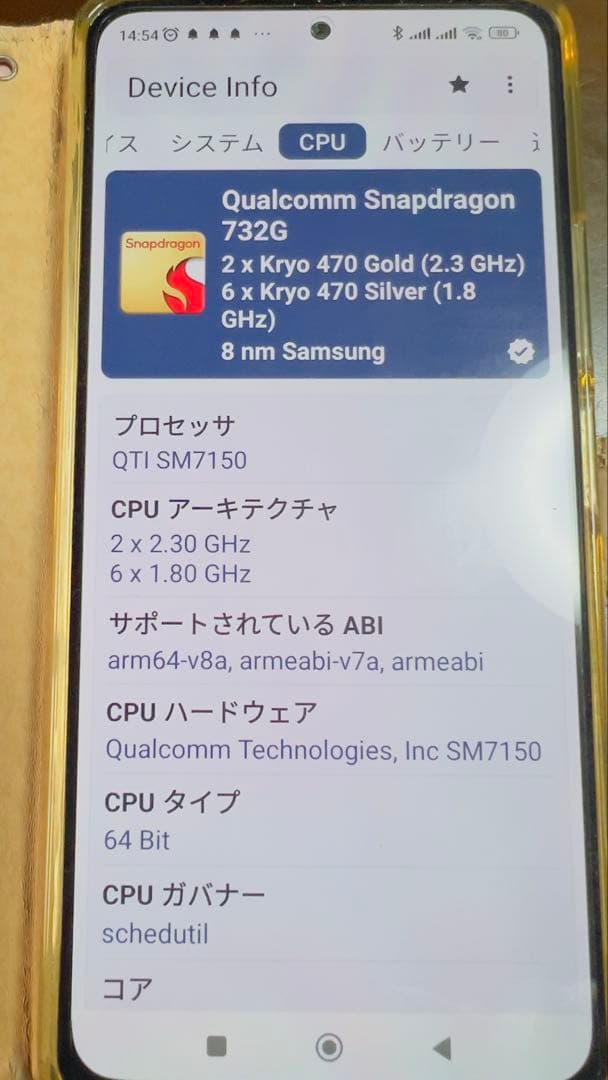 14:54 80
Device Info
イス システム CPU バッテリー
Snapdragon
Qualcomm Snapdragon
732G
2 x Kryo 470 Gold (2.3 GHz)
6 x Kryo 470 Silver (1.8
GHz)
8 nm Samsung
プロセッサ
QTI SM7150
CPU アーキテクチャ
2 x 2.30 GHz
6 x 1.80 GHz
サポートされている ABI
arm64-v8a, armeabi-v7a, armeabi
CPU ハードウェア
Qualcomm Technologies, Inc SM7150
CPU タイプ
64 Bit
CPU ガバナー
schedutil
コア